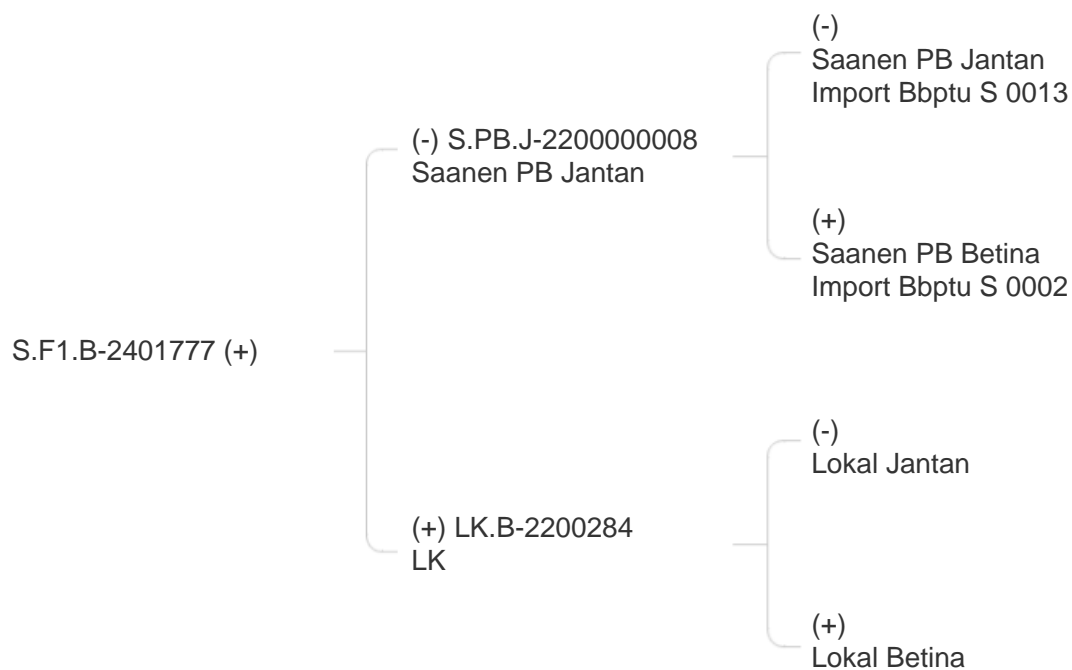 (-)
Saanen PB Jantan
Import Bbptu S 0013
(-) S.PB.J-2200000008
Saanen PB Jantan
(+)
Saanen PB Betina
Import Bbptu S 0002
S.F1.B-2401777 (+)
(-)
Lokal Jantan
(+) LK.B-2200284
LK
(+)
Lokal Betina